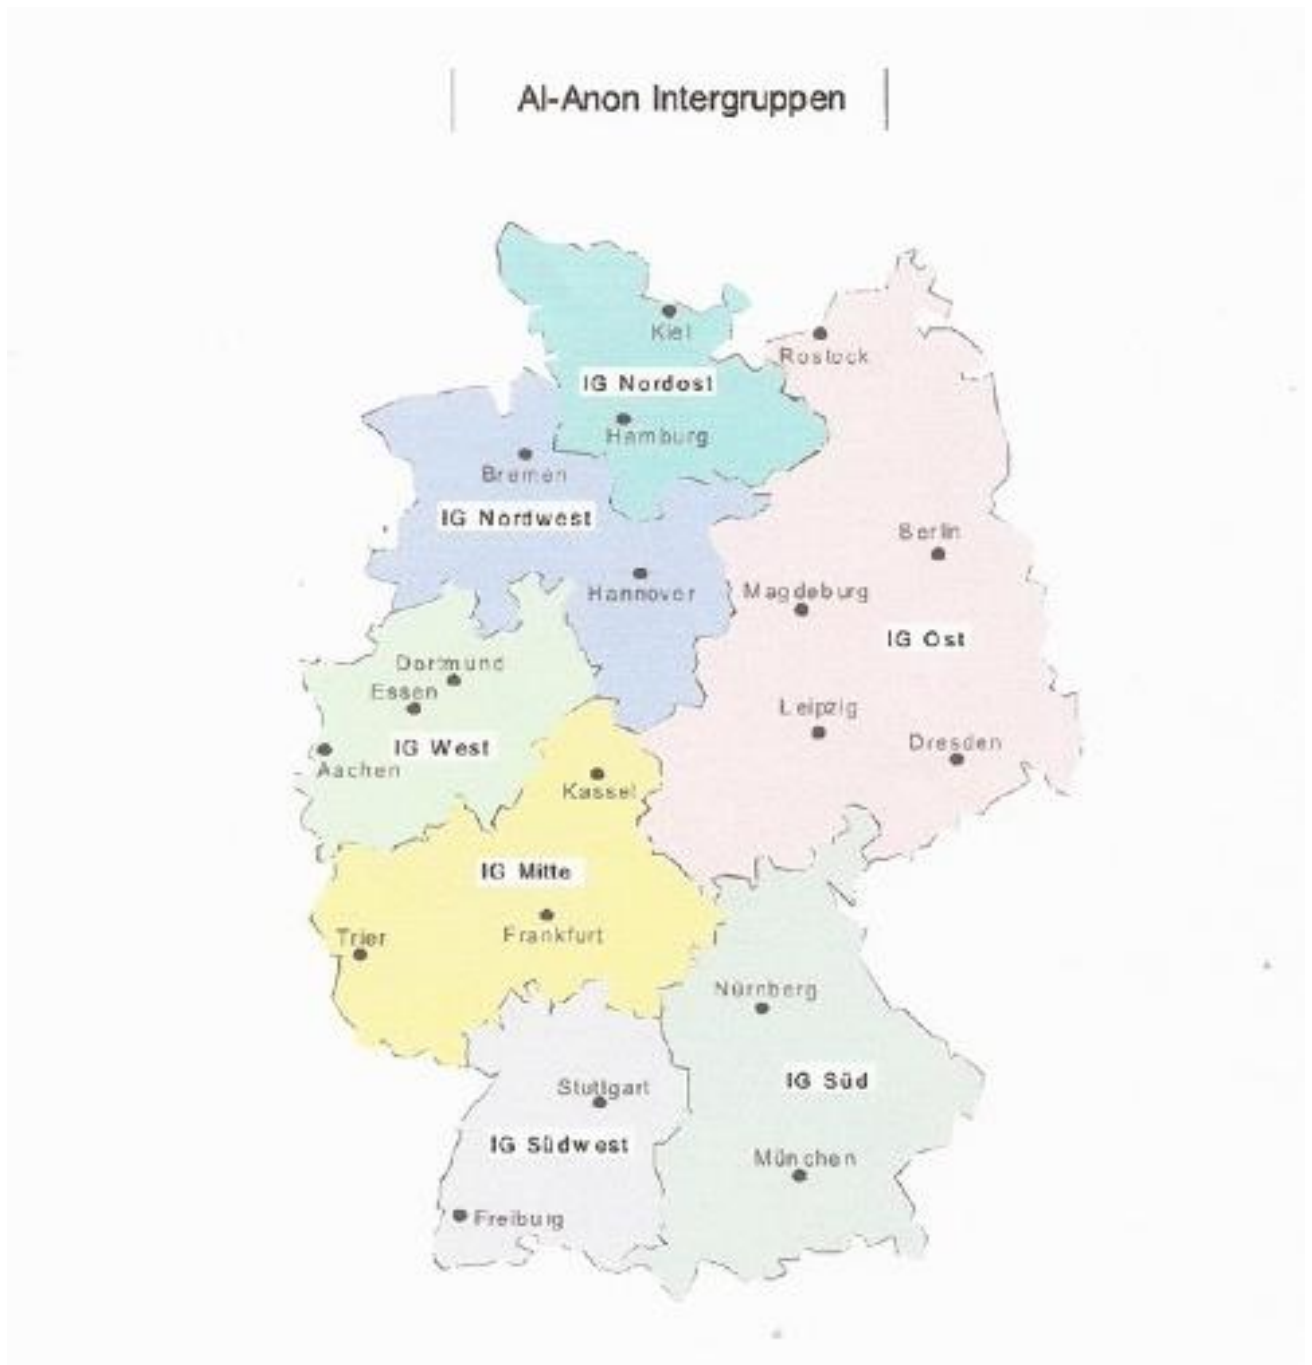 Al-Anon Intergruppen
Kiel
Rostock
IG Nordost
Hamburg
Bremen
IG Nordwest
Berlin
Hannover
Magdeburg
IG Ost
Dortmund
Essen
Leipzig
IG West
Dresden
Aachen
Kassel
IG Mitte
Trier
Frankfurt
Nürnberg
IG Süd
Stuttgart
IG Südwest
München
Freiburg